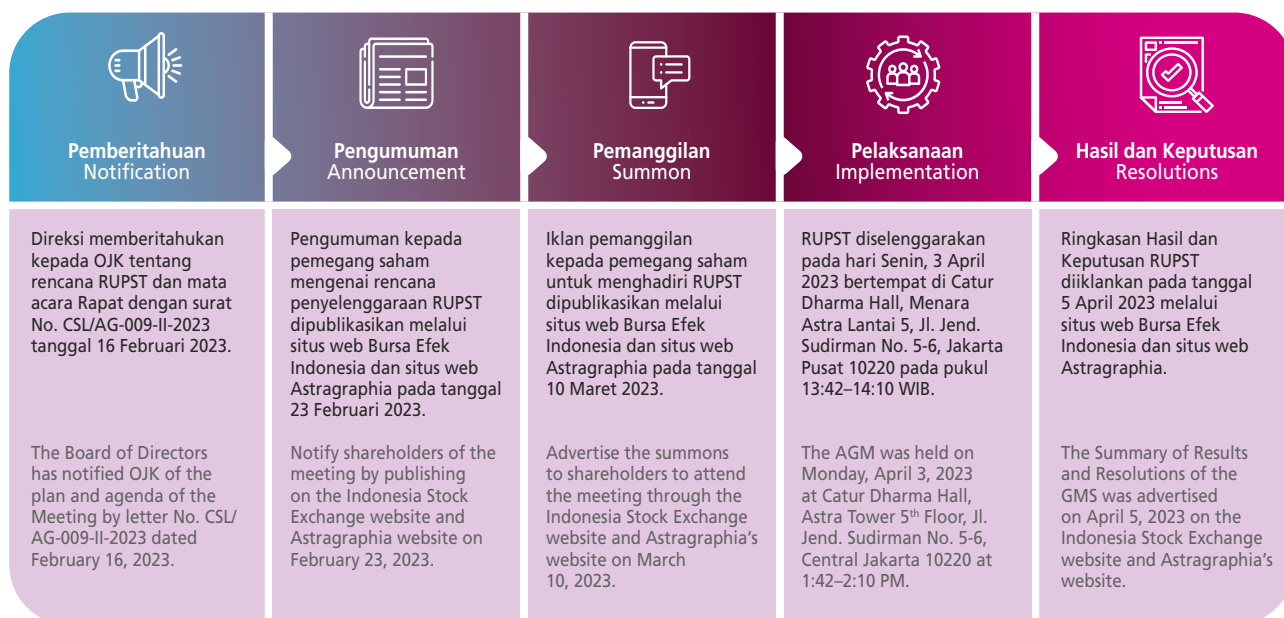 Pemberitahuan
Notification
Direksi memberitahukan
kepada OJK tentang
rencana RUPST dan mata
acara Rapat dengan surat
No. CSL/AG-009-II-2023
tanggal 16 Februari 2023.
The Board of Directors
has notified OJK of the
plan and agenda of the
Meeting by letter No. CSL/
AG-009-II-2023 dated
February 16, 2023.
Pengumuman
Announcement
Pengumuman kepada
pemegang saham
mengenai rencana
penyelenggaraan RUPST
dipublikasikan melalui
situs web Bursa Efek
Indonesia dan situs web
Astragraphia pada tanggal
23 Februari 2023.
Notify shareholders of the
meeting by publishing
on the Indonesia Stock
Exchange website and
Astragraphia website on
February 23, 2023.
Pemanggilan
Summon
Iklan pemanggilan
kepada pemegang saham
untuk menghadiri RUPST
dipublikasikan melalui
situs web Bursa Efek
Indonesia dan situs web
Astragraphia pada tanggal
10 Maret 2023.
Advertise the summons
to shareholders to attend
the meeting through the
Indonesia Stock Exchange
website and Astragraphia's
website on March
10, 2023.
Pelaksanaan
Implementation
RUPST diselenggarakan
pada hari Senin, 3 April
2023 bertempat di Catur
Dharma Hall, Menara
Astra Lantai 5, Jl. Jend.
Sudirman No. 5-6, Jakarta
Pusat 10220 pada pukul
13:42–14:10 WIB.
The AGM was held on
Monday, April 3, 2023
at Catur Dharma Hall,
Astra Tower 5th Floor, Jl.
Jend. Sudirman No. 5-6,
Central Jakarta 10220 at
1:42–2:10 PM.
Hasil dan Keputusan
Resolutions
Ringkasan Hasil dan
Keputusan RUPST
diiklankan pada tanggal
5 April 2023 melalui
situs web Bursa Efek
Indonesia dan situs web
Astragraphia.
The Summary of Results
and Resolutions of the
GMS was advertised
on April 5, 2023 on the
Indonesia Stock Exchange
website and Astragraphia's
website.